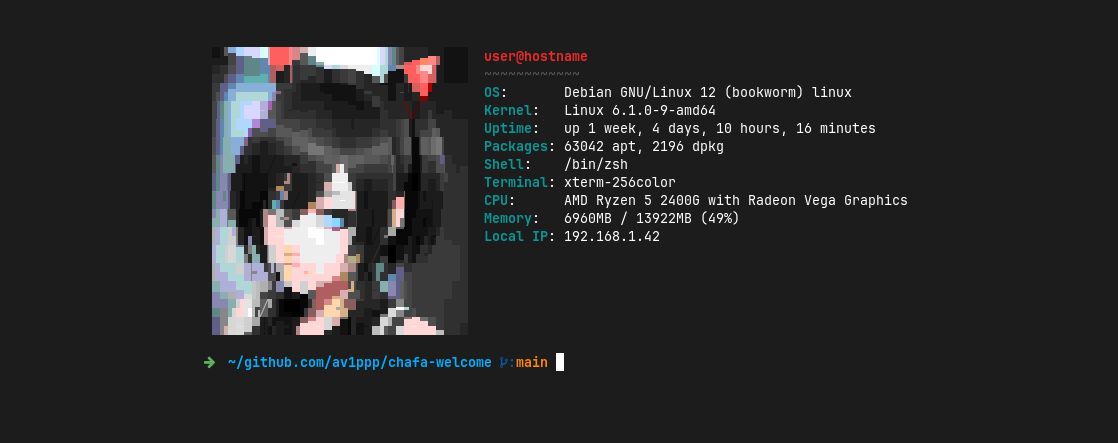 user@hostname
~~~~~~~~~~~~
OS: Debian GNU/Linux 12 (bookworm) linux
Kernel: Linux 6.1.0-9-amd64
Uptime: up 1 week, 4 days, 10 hours, 16 minutes
Packages: 63042 apt, 2196 dpkg
Shell: /bin/zsh
Terminal: xterm-256color
CPU: AMD Ryzen 5 2400G with Radeon Vega Graphics
Memory: 6960MB / 13922MB (49%)
Local IP: 192.168.1.42
➜ ~/github.com/av1ppp/chafa-welcome :main